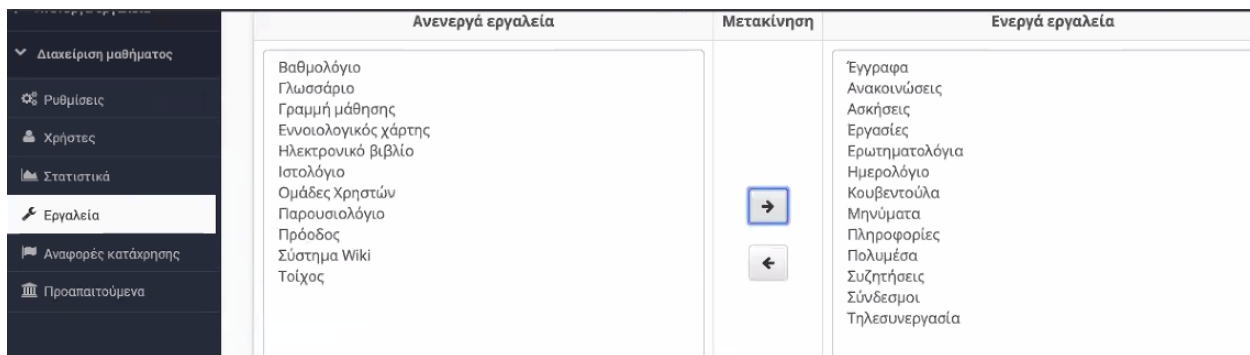 Ανενεργά εργαλεία
Μετακίνηση
Ενεργά εργαλεία
Διαχείριση μαθήματος
Ρυθμίσεις
Χρήστες
Στατιστικά
Εργαλεία
Αναφορές κατάχρησης
Προαπαιτούμενα
Βαθμολόγιο
Γλωσσάριο
Γραμμή μάθησης
Εννοιολογικός χάρτης
Ηλεκτρονικό βιβλίο
Ιστολόγιο
Ομάδες Χρηστών
Παρουσιολόγιο
Πρόοδος
Σύστημα Wiki
Τοίχος
Έγγραφα
Ανακοινώσεις
Ασκήσεις
Εργασίες
Ερωτηματολόγια
Ημερολόγιο
Κουβεντούλα
Μηνύματα
Πληροφορίες
Πολυμέσα
Συζητήσεις
Σύνδεσμοι
Τηλεσυνεργασία